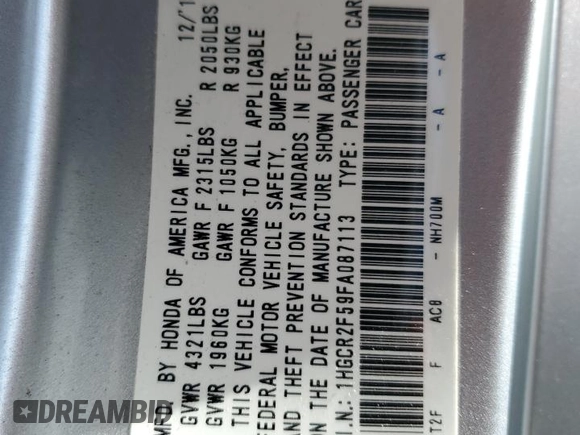 MFD BY HONDA OF AMERICA MFG., INC. 12/1
GVWR 4321LBS GAWR F 2315LBS R 2050LBS
GVWR 1960KG GAWR F 1050KG R 930KG
THIS VEHICLE CONFORMS TO ALL APPLICABLE
FEDERAL MOTOR VEHICLE SAFETY, BUMPER,
AND THEFT PREVENTION STANDARDS IN EFFECT
ON THE DATE OF MANUFACTURE SHOWN ABOVE.
V.I.N.: 1HGCR2F59FA087113 TYPE: PASSENGER CAR
T2F F AC8 - NH700M - A - A
DREAMBID